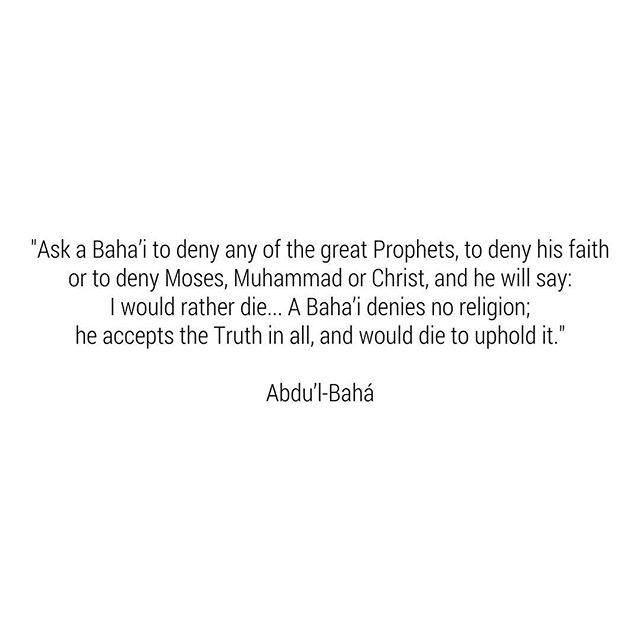 "Ask a Baha’i to deny any of the great Prophets, to deny his faith
or to deny Moses, Muhammad or Christ, and he will say:
I would rather die... A Baha’i denies no religion;
he accepts the Truth in all, and would die to uphold it."
Abdu’l-Bahá